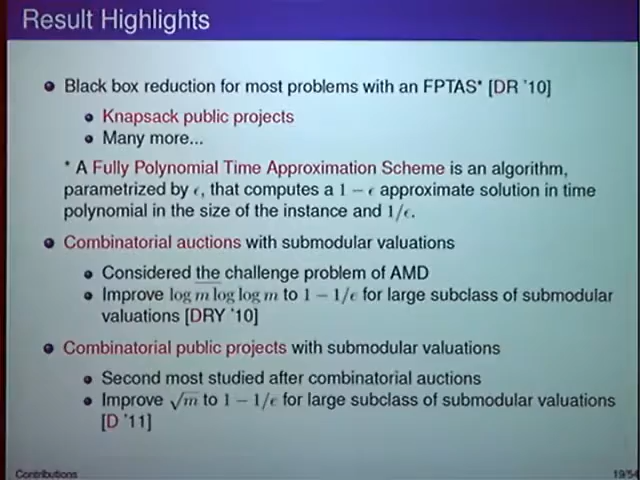 Result Highlights
Black box reduction for most problems with an FPTAS* [DR '10]
Knapsack public projects
Many more...
* A Fully Polynomial Time Approximation Scheme is an algorithm,
parametrized by ϵ, that computes a 1 − ϵ approximate solution in time
polynomial in the size of the instance and 1/ϵ.
Combinatorial auctions with submodular valuations
Considered the challenge problem of AMD
Improve log m log log m to 1 − 1/e for large subclass of submodular
valuations [DRY '10]
Combinatorial public projects with submodular valuations
Second most studied after combinatorial auctions
Improve √m to 1 − 1/e for large subclass of submodular valuations
[D '11]
Contributions
19/54